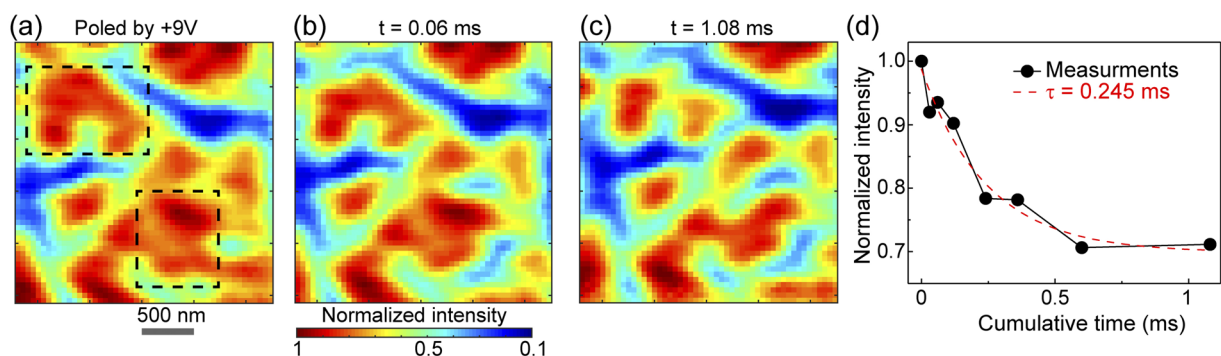 (a) Poled by +9V
(b) t = 0.06 ms
(c) t = 1.08 ms
(d)
500 nm
Normalized intensity
1 0.5 0.1
Normalized intensity
1.0
0.9
0.8
0.7
Measurments
τ = 0.245 ms
0 0.5 1
Cumulative time (ms)